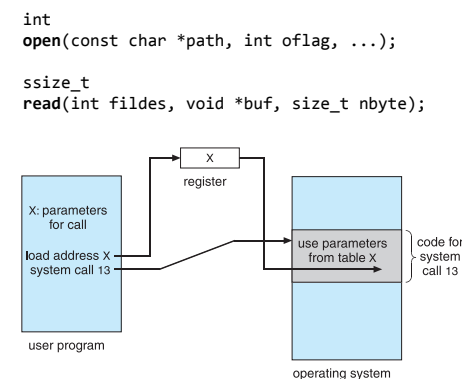 int
open(const char *path, int oflag, ...);
ssize_t
read(int fildes, void *buf, size_t nbyte);
X
register
X: parameters
for call
load address X
system call 13
use parameters
from table X
code for
system
call 13
user program
operating system